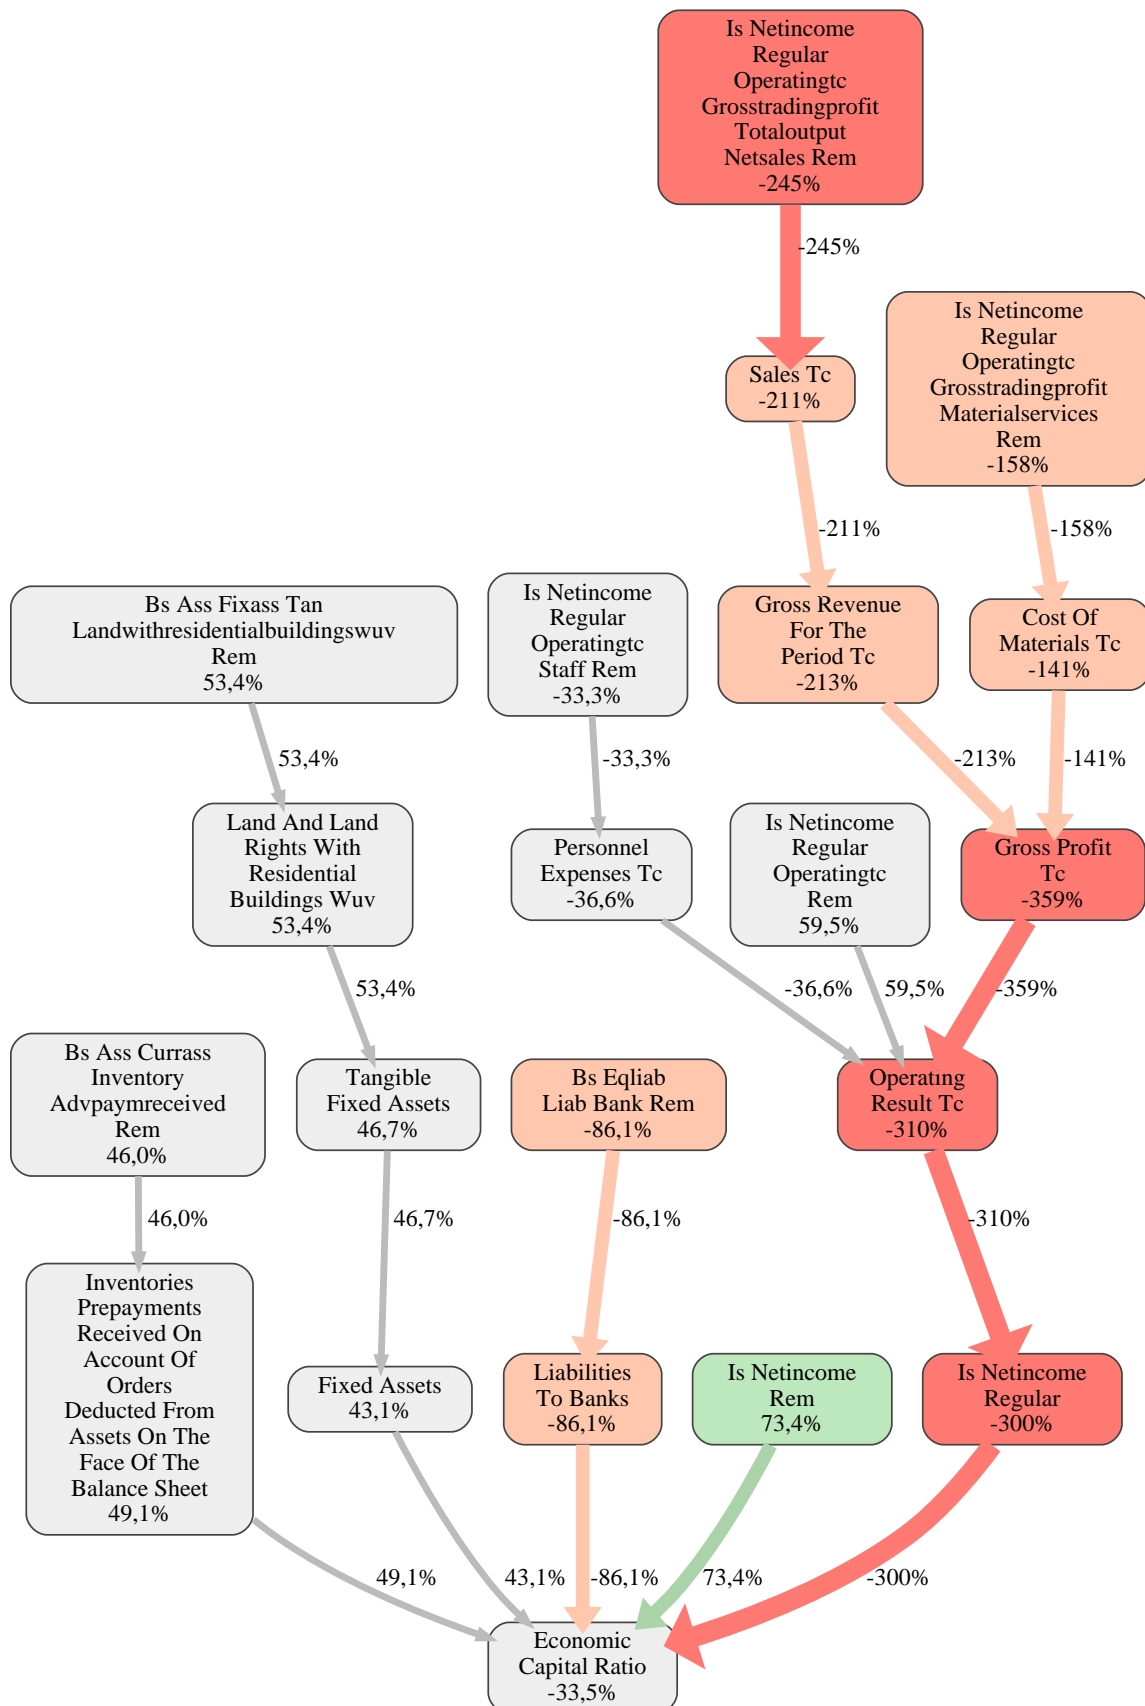 Is Netincome
Regular
Operatingtc
Grosstradingprofit
Totaloutput
Netsales Rem
-245%
-245%
Is Netincome
Regular
Operatingtc
Grosstradingprofit
Materialservices
Rem
-158%
Sales Tc
-211%
-211%
-158%
Bs Ass Fixass Tan
Landwithresidentialbuildingswuv
Rem
53,4%
Is Netincome
Regular
Operatingtc
Staff Rem
-33,3%
Gross Revenue
For The
Period Tc
-213%
Cost Of
Materials Tc
-141%
53,4%
-33,3%
-213%
-141%
Land And Land
Rights With
Residential
Buildings Wuv
53,4%
Personnel
Expenses Tc
-36,6%
Is Netincome
Regular
Operatingtc
Rem
59,5%
Gross Profit
Tc
-359%
53,4%
-36,6%
59,5%
-359%
Bs Ass Currass
Inventory
Advpaymreceived
Rem
46,0%
Tangible
Fixed Assets
46,7%
Bs Eqliab
Liab Bank Rem
-86,1%
Operating
Result Tc
-310%
46,0%
46,7%
-86,1%
-310%
Inventories
Prepayments
Received On
Account Of
Orders
Deducted From
Assets On The
Face Of The
Balance Sheet
49,1%
Fixed Assets
43,1%
Liabilities
To Banks
-86,1%
Is Netincome
Rem
73,4%
Is Netincome
Regular
-300%
49,1%
43,1%
-86,1%
73,4%
-300%
Economic
Capital Ratio
-33,5%